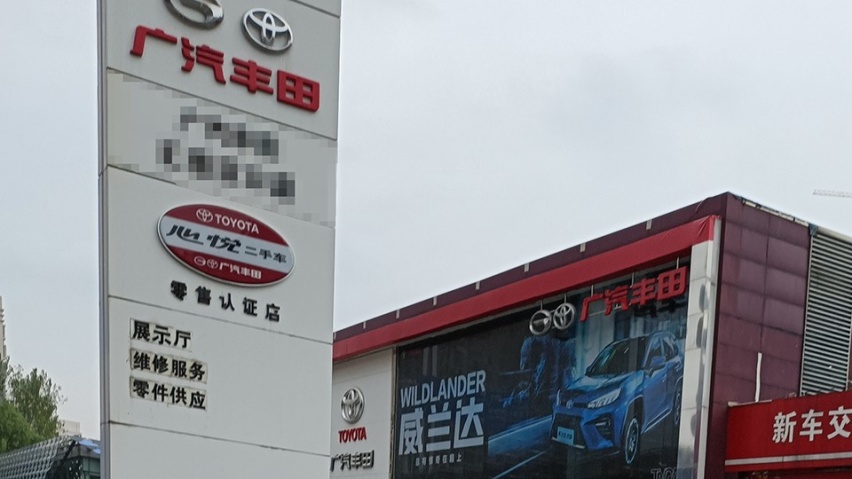 广汽丰田
TOYOTA
心悦二手车
广汽丰田
零售认证店
展示厅
维修服务
零件供应
广汽丰田
WILDLANDER
威兰达
TOYOTA
广汽丰田
新车交